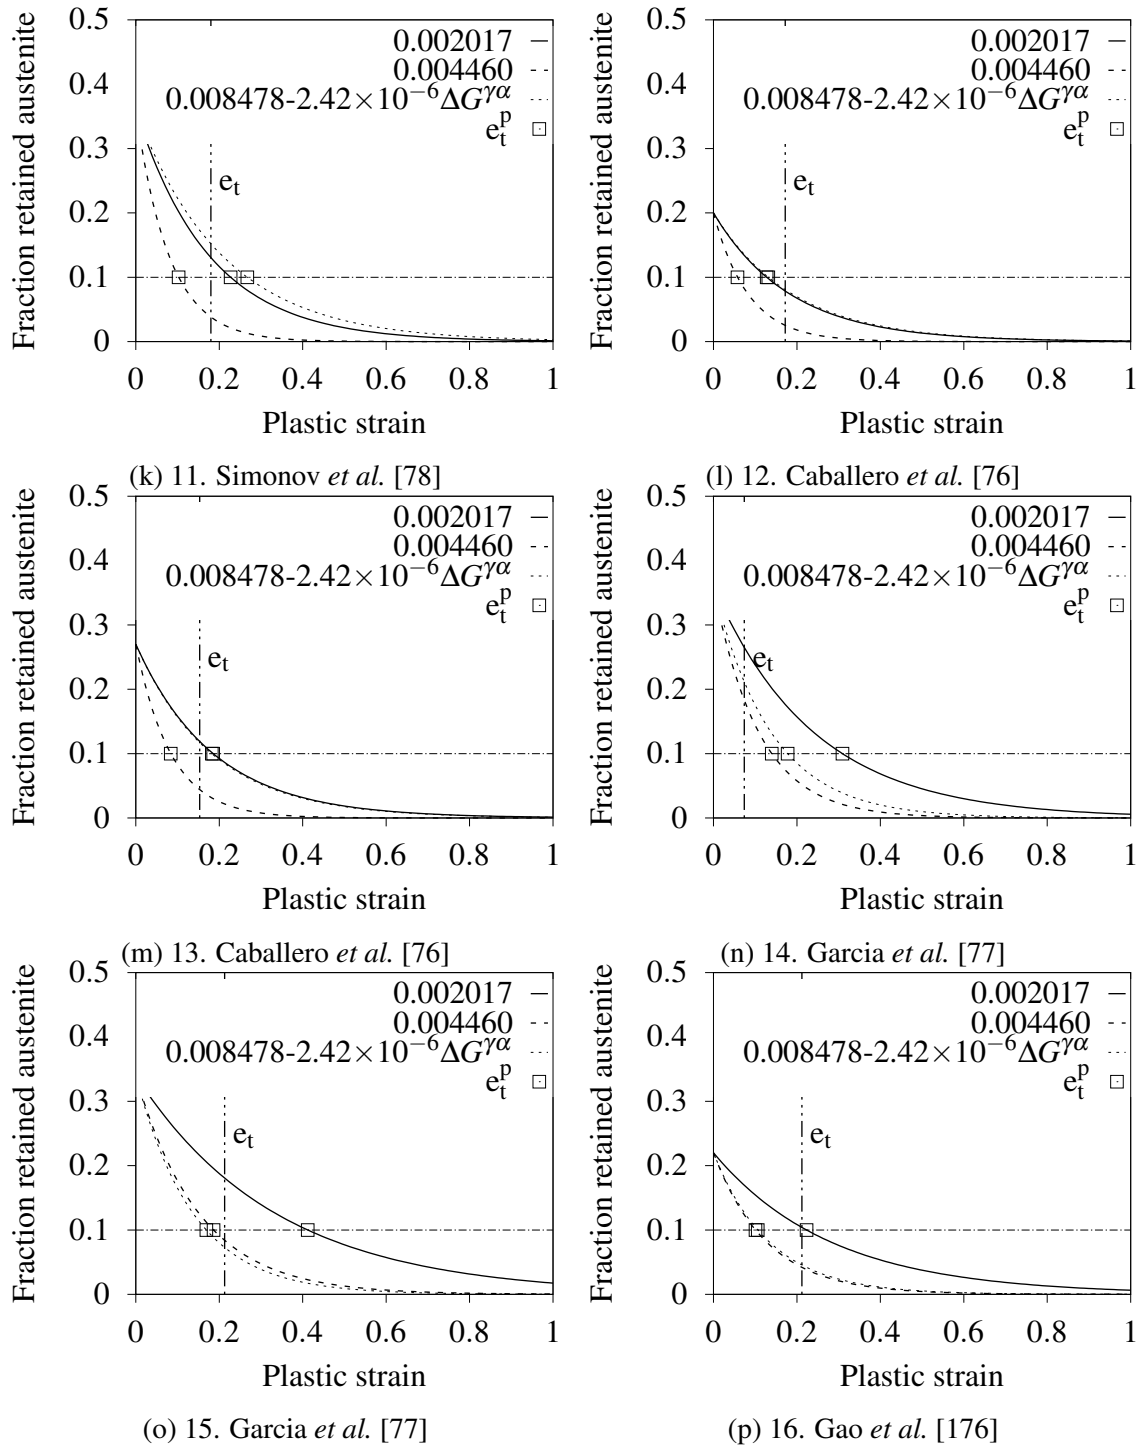 Fraction retained austenite
0.5
0.4
0.3
0.2
0.1
0
0.002017
0.004460
0.008478-2.42×10⁻⁶ΔG^γα
e_t^p
e_t
0 0.2 0.4 0.6 0.8 1
Plastic strain
(k) 11. Simonov et al. [78]
Fraction retained austenite
0.5
0.4
0.3
0.2
0.1
0
0.002017
0.004460
0.008478-2.42×10⁻⁶ΔG^γα
e_t^p
e_t
0 0.2 0.4 0.6 0.8 1
Plastic strain
(l) 12. Caballero et al. [76]
Fraction retained austenite
0.5
0.4
0.3
0.2
0.1
0
0.002017
0.004460
0.008478-2.42×10⁻⁶ΔG^γα
e_t^p
e_t
0 0.2 0.4 0.6 0.8 1
Plastic strain
(m) 13. Caballero et al. [76]
Fraction retained austenite
0.5
0.4
0.3
0.2
0.1
0
0.002017
0.004460
0.008478-2.42×10⁻⁶ΔG^γα
e_t^p
e_t
0 0.2 0.4 0.6 0.8 1
Plastic strain
(n) 14. Garcia et al. [77]
Fraction retained austenite
0.5
0.4
0.3
0.2
0.1
0
0.002017
0.004460
0.008478-2.42×10⁻⁶ΔG^γα
e_t^p
e_t
0 0.2 0.4 0.6 0.8 1
Plastic strain
(o) 15. Garcia et al. [77]
Fraction retained austenite
0.5
0.4
0.3
0.2
0.1
0
0.002017
0.004460
0.008478-2.42×10⁻⁶ΔG^γα
e_t^p
e_t
0 0.2 0.4 0.6 0.8 1
Plastic strain
(p) 16. Gao et al. [176]